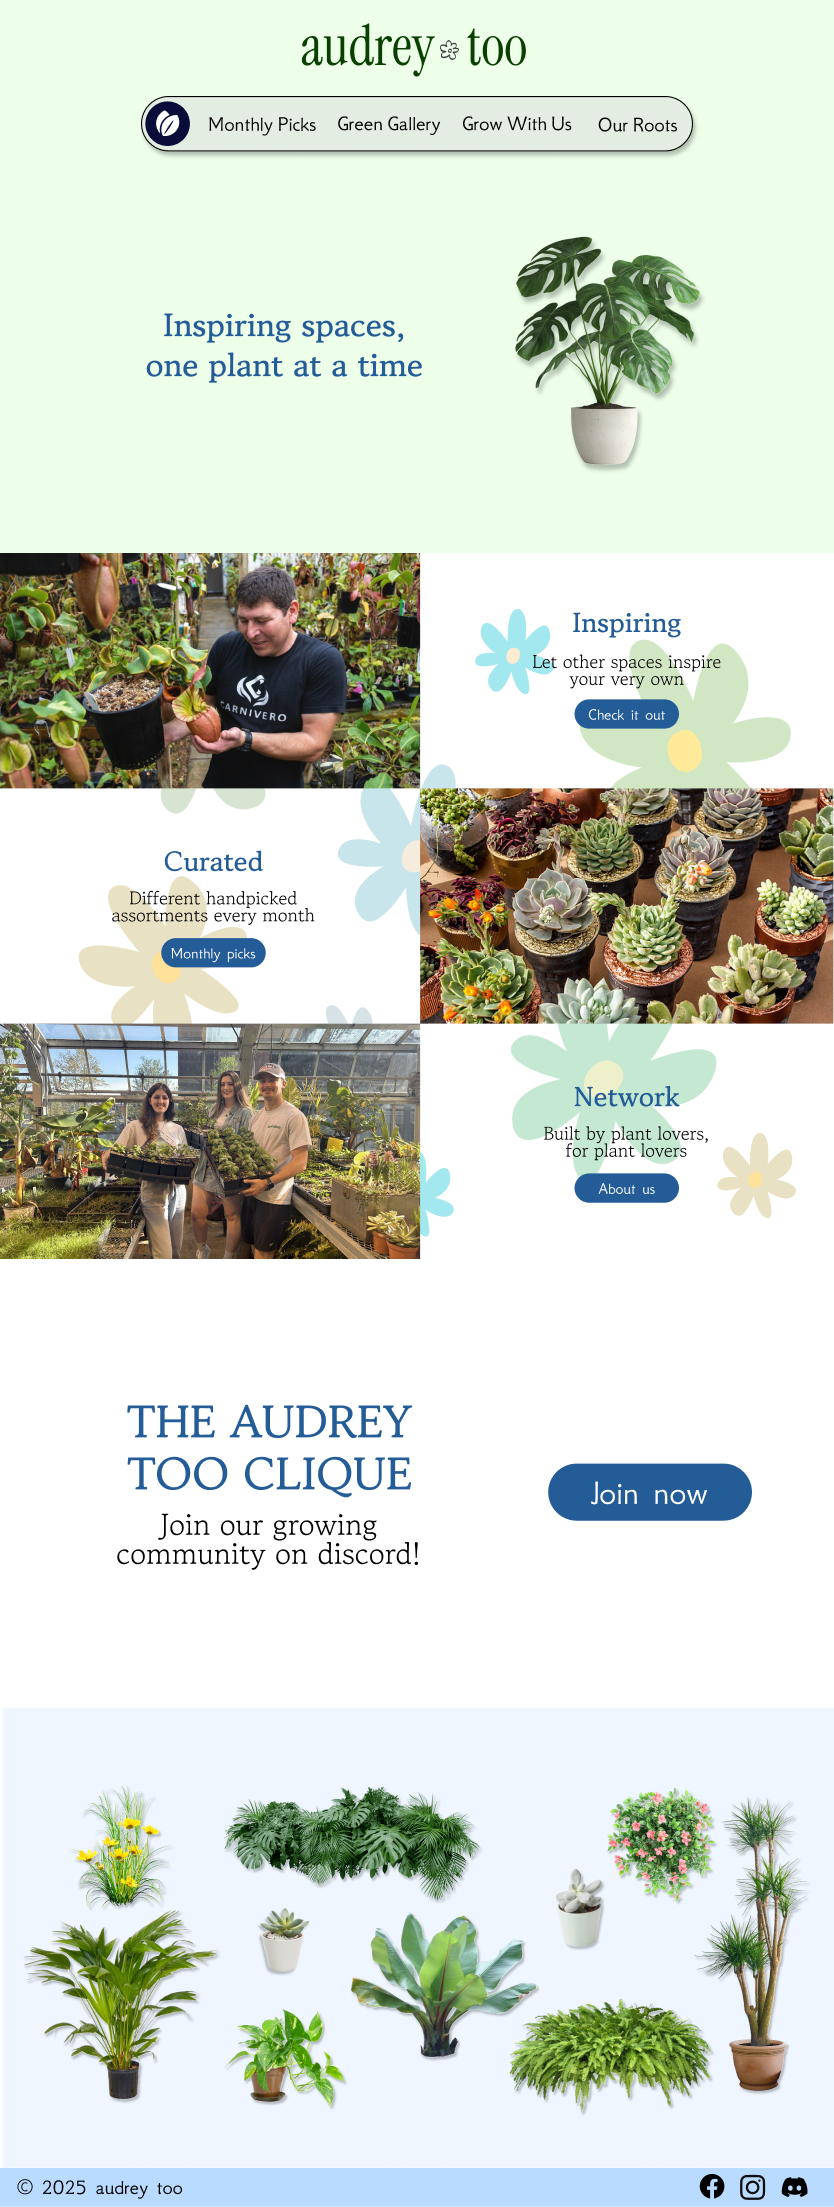 audrey too
Monthly Picks Green Gallery Grow With Us Our Roots
Inspiring spaces,
one plant at a time
CARNIVERO
Inspiring
Let other spaces inspire
your very own
Check it out
Curated
Different handpicked
assortments every month
Monthly picks
Network
Built by plant lovers,
for plant lovers
About us
THE AUDREY
TOO CLIQUE
Join our growing
community on discord!
Join now
© 2025 audrey too